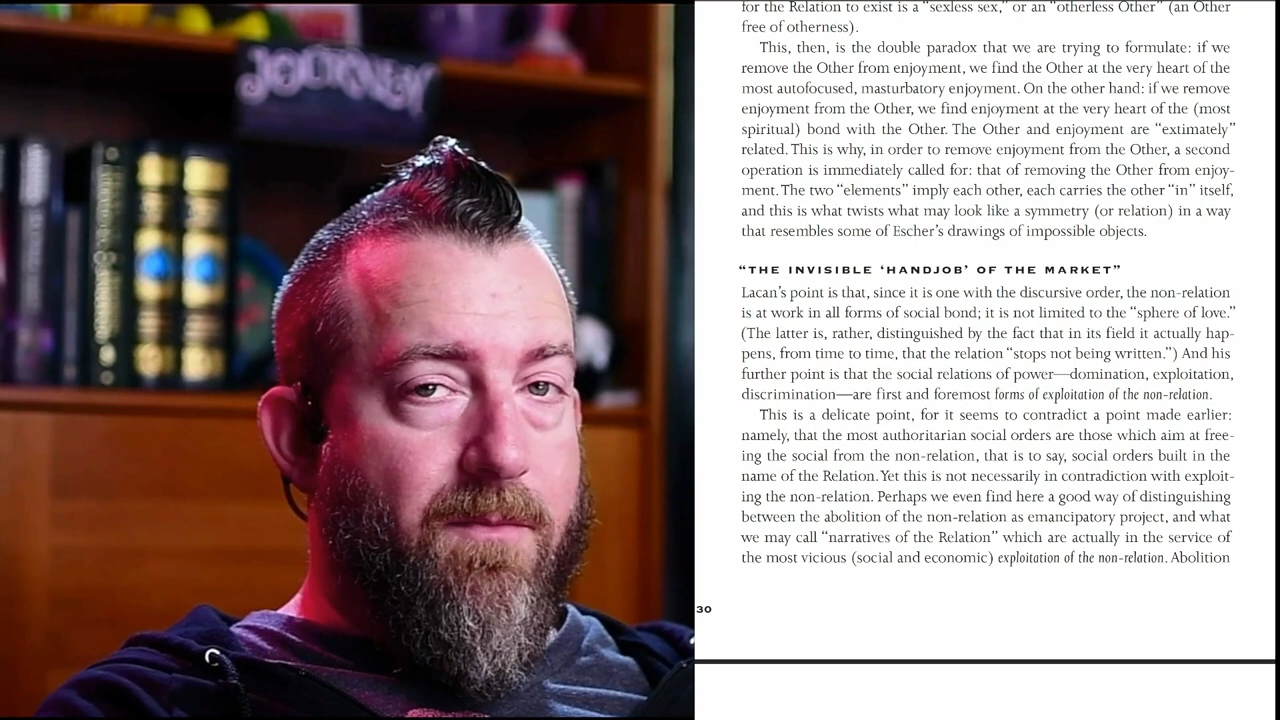 JOURNEY
for the Relation to exist is a “sexless sex,” or an “otherless Other” (an Other
free of otherness).
This, then, is the double paradox that we are trying to formulate: if we
remove the Other from enjoyment, we find the Other at the very heart of the
most autofocused, masturbatory enjoyment. On the other hand: if we remove
enjoyment from the Other, we find enjoyment at the very heart of the (most
spiritual) bond with the Other. The Other and enjoyment are “extimately”
related. This is why, in order to remove enjoyment from the Other, a second
operation is immediately called for: that of removing the Other from enjoy-
ment. The two “elements” imply each other, each carries the other “in” itself,
and this is what twists what may look like a symmetry (or relation) in a way
that resembles some of Escher’s drawings of impossible objects.
“THE INVISIBLE ‘HANDJOB’ OF THE MARKET”
Lacan’s point is that, since it is one with the discursive order, the non-relation
is at work in all forms of social bond; it is not limited to the “sphere of love.”
(The latter is, rather, distinguished by the fact that in its field it actually hap-
pens, from time to time, that the relation “stops not being written.”) And his
further point is that the social relations of power—domination, exploitation,
discrimination—are first and foremost forms of exploitation of the non-relation.
This is a delicate point, for it seems to contradict a point made earlier:
namely, that the most authoritarian social orders are those which aim at free-
ing the social from the non-relation, that is to say, social orders built in the
name of the Relation. Yet this is not necessarily in contradiction with exploit-
ing the non-relation. Perhaps we even find here a good way of distinguishing
between the abolition of the non-relation as emancipatory project, and what
we may call “narratives of the Relation” which are actually in the service of
the most vicious (social and economic) exploitation of the non-relation. Abolition
30